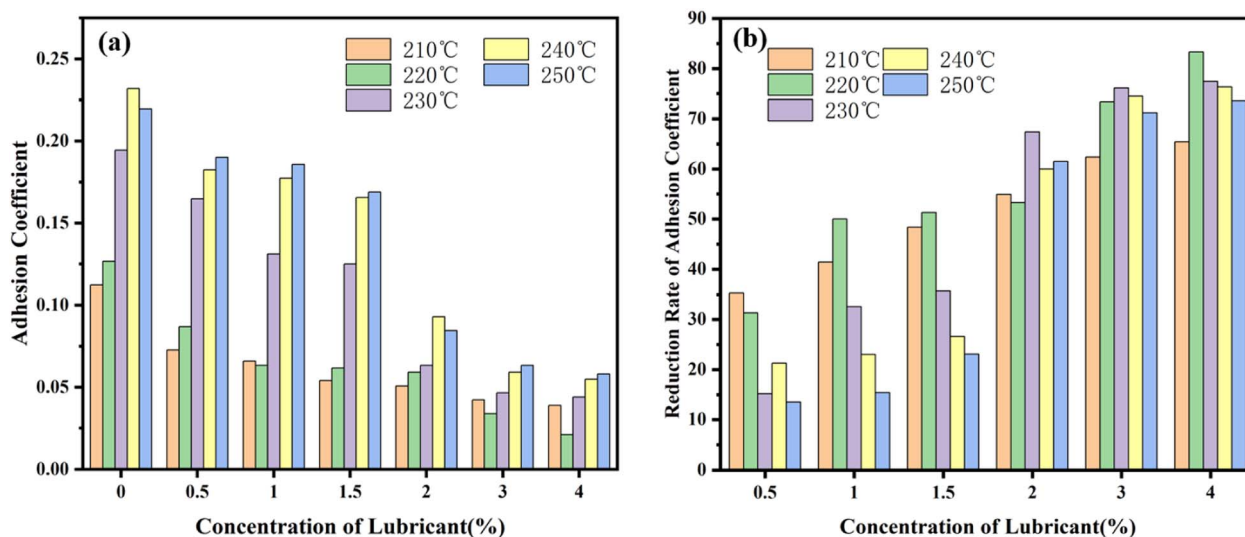 (a)
210℃ 240℃
220℃ 250℃
230℃
Adhesion Coefficient
0.25
0.20
0.15
0.10
0.05
0.00
0 0.5 1 1.5 2 3 4
Concentration of Lubricant(%)
(b)
210℃ 240℃
220℃ 250℃
230℃
Reduction Rate of Adhesion Coefficient
90
80
70
60
50
40
30
20
10
0
0.5 1 1.5 2 3 4
Concentration of Lubricant(%)